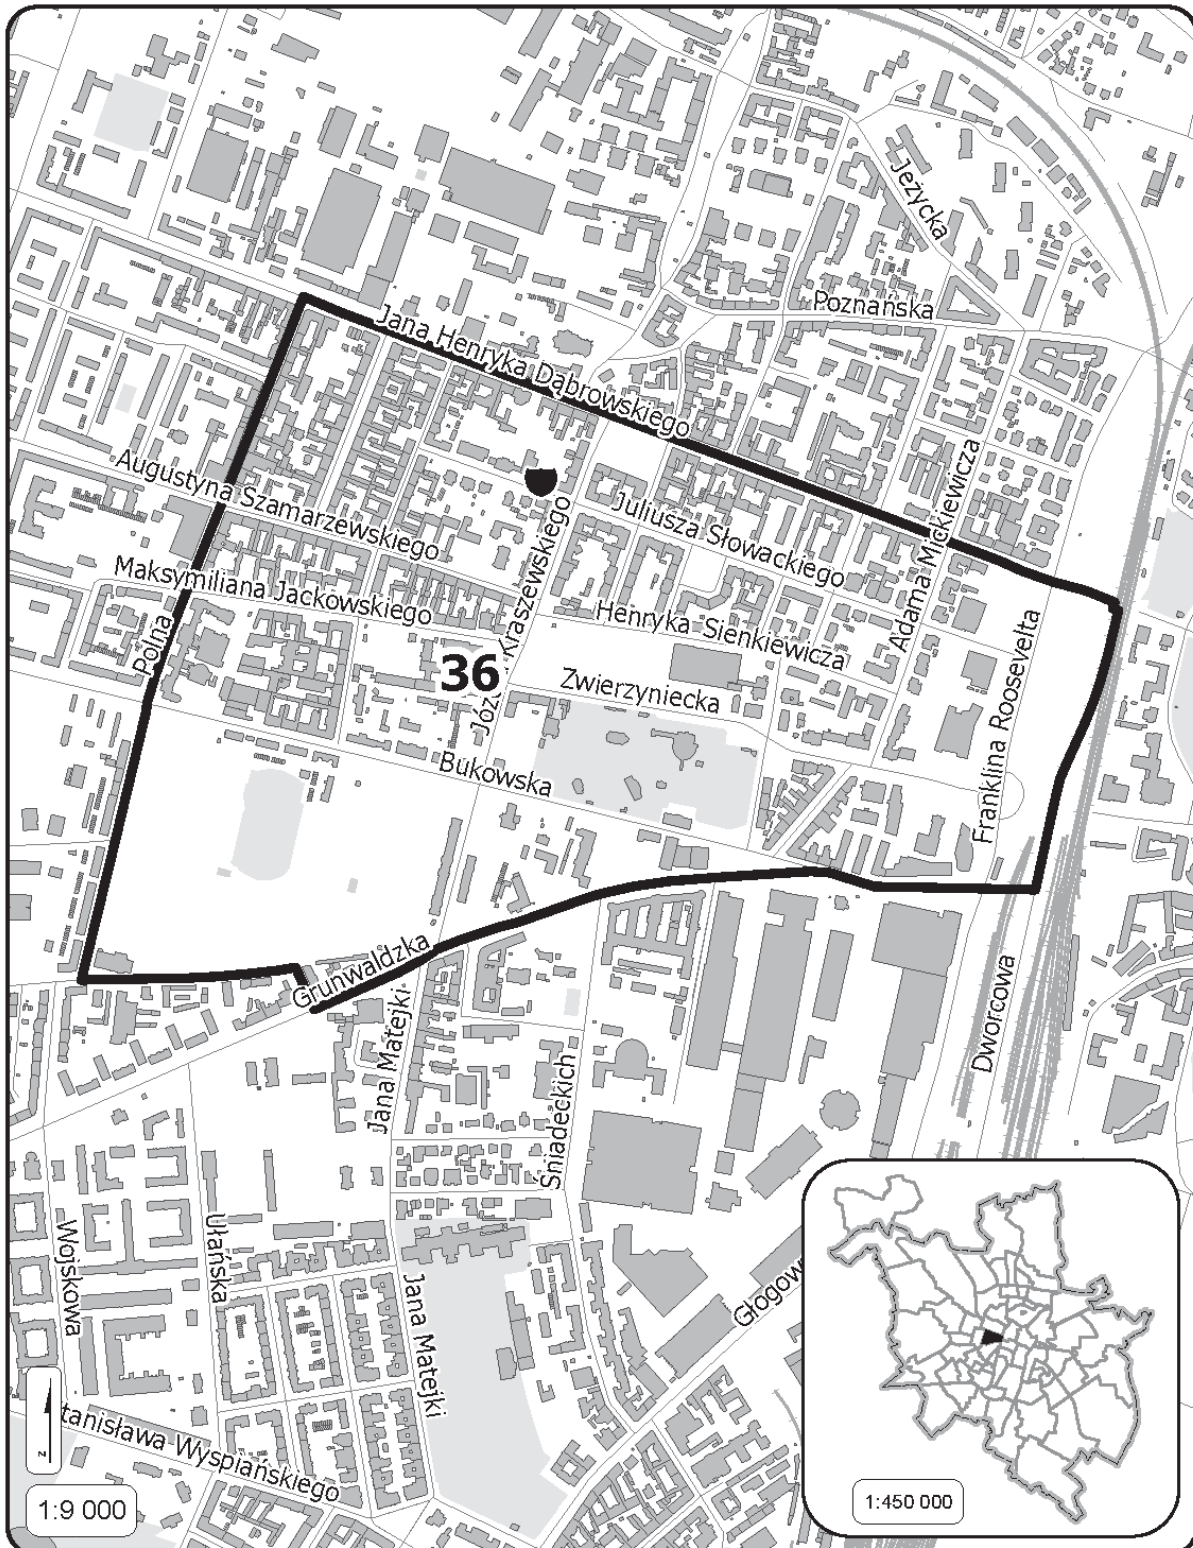 Jeżycka
Poznańska
Jana Henryka Dąbrowskiego
Augustyna Szamarzewskiego
Juliusza Słowackiego
Adama Mickiewicza
Maksymiliana Jackowskiego
Henryka Sienkiewicza
Polna
Kraszewskiego
36
Zwierzyniecka
Franklina Roosevelta
Bukowska
Grunwaldzka
Dworcowa
Jana Matejki
Śniadeckich
Wojskowa
Ułańska
Jana Matejki
Głogow
tanisława Wyspiańskiego
z
1:9 000
1:450 000